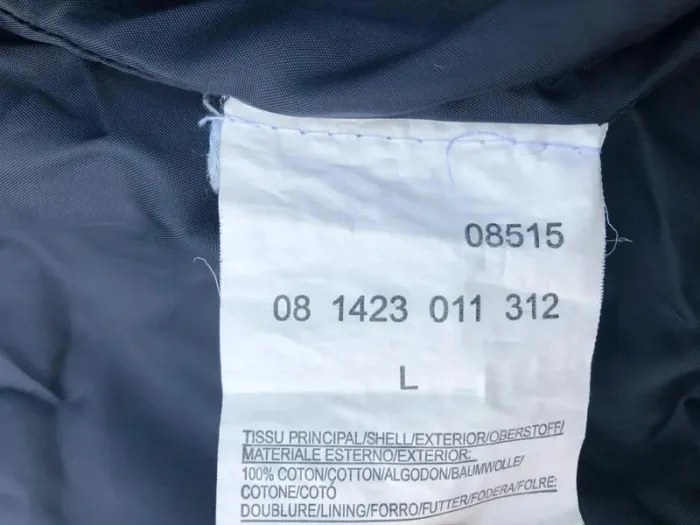 08515
08 1423 011 312
L
TISSU PRINCIPAL/SHELL/EXTERIOR/OBERSTOFF/
MATERIALE ESTERNO/EXTERIOR:
100% COTON/COTTON/ALGODON/BAUMWOLLE/
COTONE/COTÓ
DOUBLURE/LINING/FORRO/FUTTER/FODERA/FOLRE: